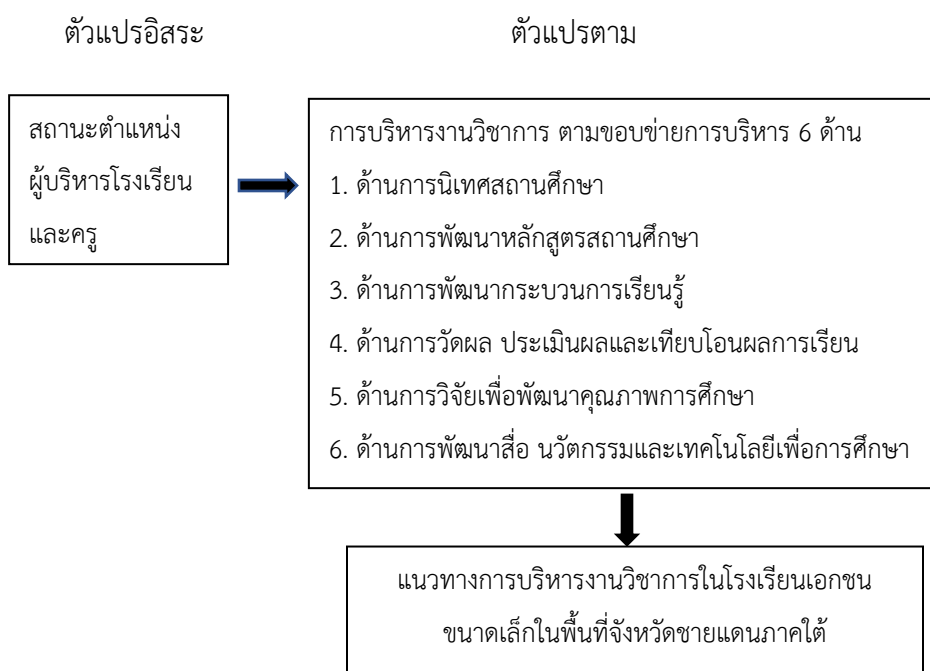 ตัวแปรอิสระ
ตัวแปรตาม
สถานะตำแหน่ง
ผู้บริหารโรงเรียน
และครู
การบริหารงานวิชาการ ตามขอบข่ายการบริหาร 6 ด้าน
1. ด้านการนิเทศสถานศึกษา
2. ด้านการพัฒนาหลักสูตรสถานศึกษา
3. ด้านการพัฒนากระบวนการเรียนรู้
4. ด้านการวัดผล ประเมินผลและเทียบโอนผลการเรียน
5. ด้านการวิจัยเพื่อพัฒนาคุณภาพการศึกษา
6. ด้านการพัฒนาสื่อ นวัตกรรมและเทคโนโลยีเพื่อการศึกษา
แนวทางการบริหารงานวิชาการในโรงเรียนเอกชน
ขนาดเล็กในพื้นที่จังหวัดชายแดนภาคใต้